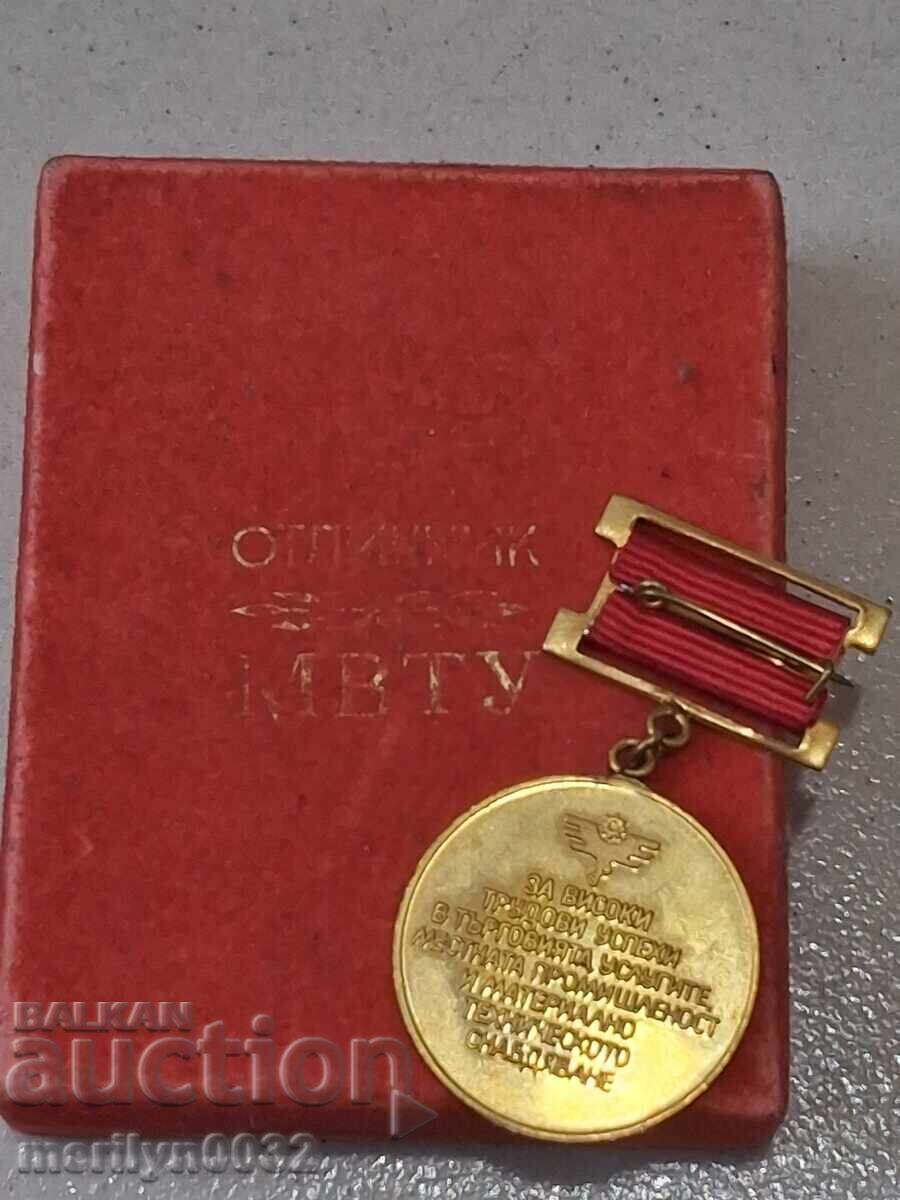 ОТЛИЧНИК
МВТУ
ЗА ВИСОКИ
ТРУДОВИ УСПЕХИ
В ТЪРГОВИЯТА, УСЛУГИТЕ,
МЕСТНАТА ПРОМИШЛЕНОСТ
И МАТЕРИАЛНО
ТЕХНИЧЕСКОТО
СНАБДЯВАНЕ
BALKAN
auction
merilyn0032